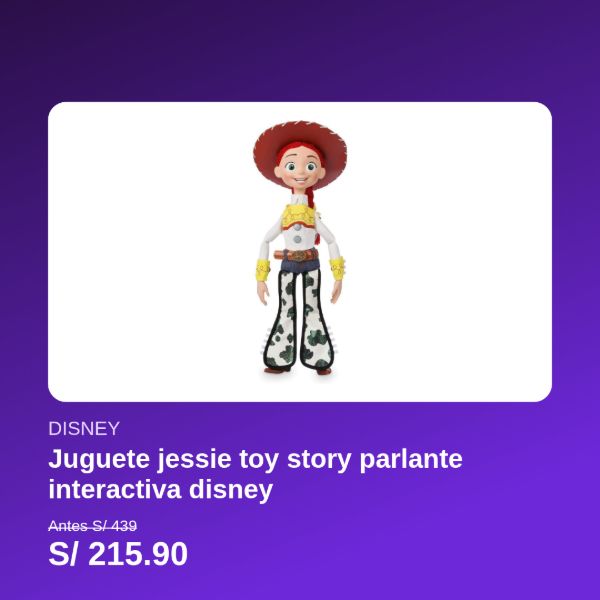 DISNEY
Juguete jessie toy story parlante
interactiva disney
Antes S/ 439
S/ 215.90